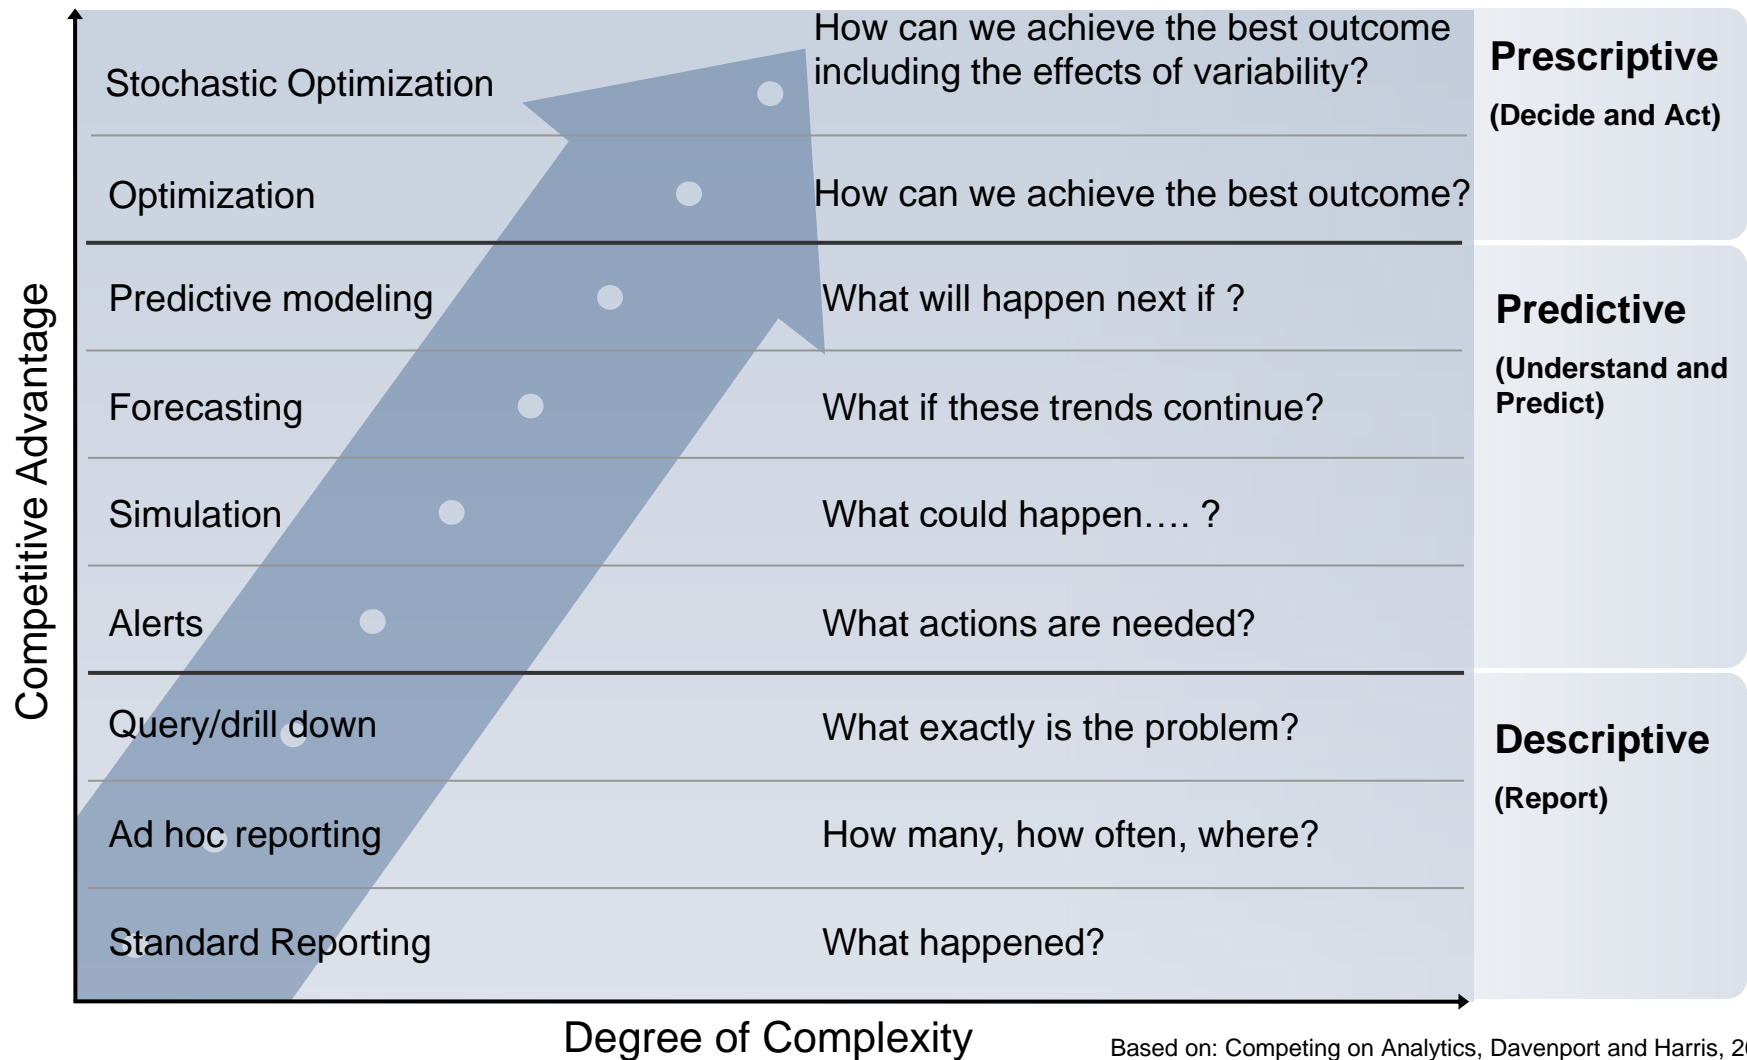 How can we achieve the best outcome
including the effects of variability?
Stochastic Optimization
Prescriptive
(Decide and Act)
Optimization
How can we achieve the best outcome?
Predictive modeling
What will happen next if ?
Predictive
(Understand and
Predict)
Forecasting
What if these trends continue?
Simulation
What could happen.... ?
Alerts
What actions are needed?
Query/drill down
What exactly is the problem?
Descriptive
(Report)
Ad hoc reporting
How many, how often, where?
Standard Reporting
What happened?
Competitive Advantage
Degree of Complexity
Based on: Competing on Analytics, Davenport and Harris,